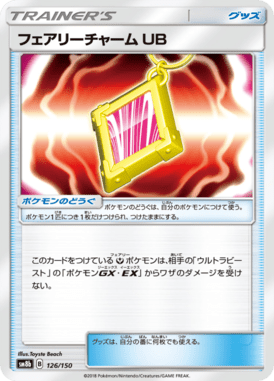 TRAINER'S
グッズ
フェアリーチャーム UB
ポケモンのどうぐ
ポケモンのどうぐは、自分のポケモンにつけて使う。
ポケモン1匹につき1枚だけつけられ、つけたままにする。
このカードをつけているポケモンは、相手の「ウルトラビー
スト」の「ポケモンGX・EX」からワザのダメージを受け
ない。
グッズは、自分の番に何枚でも使える。
Illus.Toyste Beach
SM8b 126/150
©2018 Pokémon/Nintendo/Creatures/GAME FREAK.